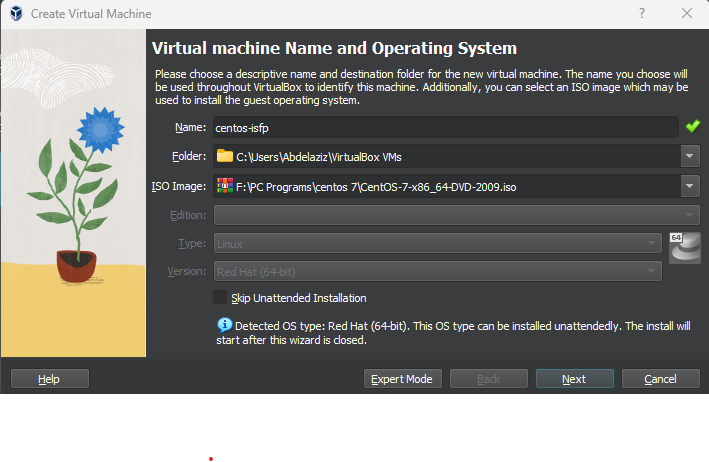 Create Virtual Machine
?
Virtual machine Name and Operating System
Please choose a descriptive name and destination folder for the new virtual machine. The name you choose will
be used throughout VirtualBox to identify this machine. Additionally, you can select an ISO image which may be
used to install the guest operating system.
Name: centos-isfp
Folder: C:\Users\Abdelaziz\VirtualBox VMs
ISO Image: F:\PC Programs\centos 7\CentOS-7-x86_64-DVD-2009.iso
Edition:
Type: Linux 64
Version: Red Hat (64-bit)
Skip Unattended Installation
Detected OS type: Red Hat (64-bit). This OS type can be installed unattendedly. The install will
start after this wizard is closed.
Help Expert Mode Back Next Cancel